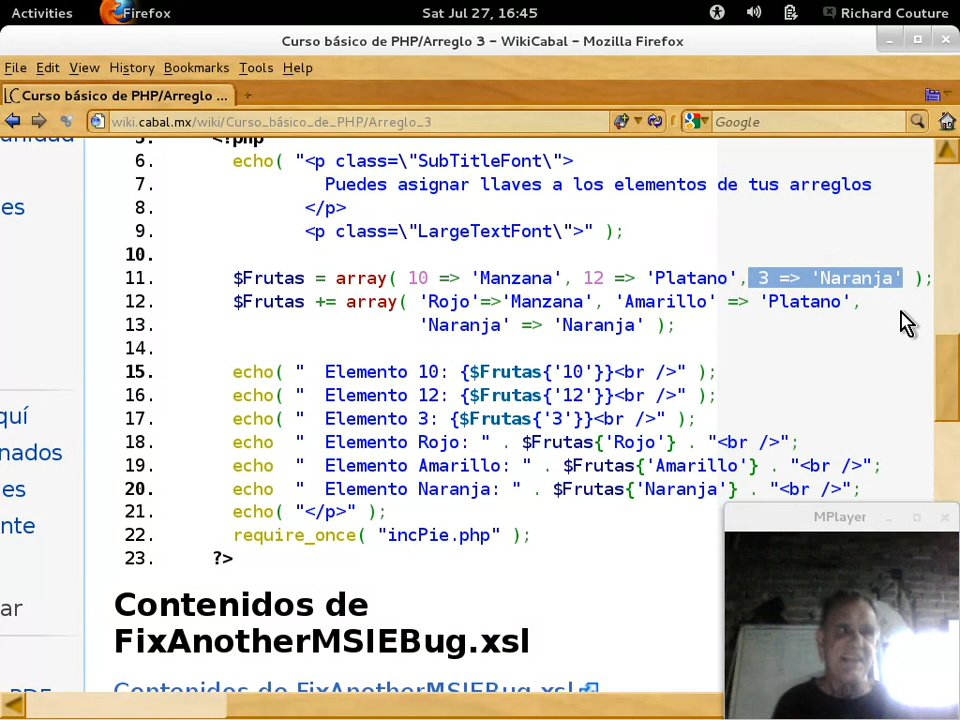 Activities Firefox Sat Jul 27, 16:45 Richard Couture
Curso básico de PHP/Arreglo 3 – WikiCabal – Mozilla Firefox
File Edit View History Bookmarks Tools Help
Curso básico de PHP/Arreglo ...
wiki.cabal.mx/wiki/Curso_básico_de_PHP/Arreglo_3 Google
<?php
6. echo( "<p class=\"SubTitleFont\">
7. Puedes asignar llaves a los elementos de tus arreglos
8. </p>
9. <p class=\"LargeTextFont\">" );
10.
11. $Frutas = array( 10 => 'Manzana', 12 => 'Platano', 3 => 'Naranja' );
12. $Frutas += array( 'Rojo'=>'Manzana', 'Amarillo' => 'Platano',
13. 'Naranja' => 'Naranja' );
14.
15. echo( "  Elemento 10: {$Frutas{'10'}}<br />" );
16. echo( "  Elemento 12: {$Frutas{'12'}}<br />" );
17. echo( "  Elemento 3: {$Frutas{'3'}}<br />" );
18. echo  "  Elemento Rojo: " . $Frutas{'Rojo'} . "<br />";
19. echo  "  Elemento Amarillo: " . $Frutas{'Amarillo'} . "<br />";
20. echo  "  Elemento Naranja: " . $Frutas{'Naranja'} . "<br />";
21. echo( "</p>" );
22. require_once( "incPie.php" );
23. ?>
es
quí
nados
es
nte
ar
Contenidos de
FixAnotherMSIEBug.xsl
Contenidos de FixAnotherMSIEBug.xsl
MPlayer